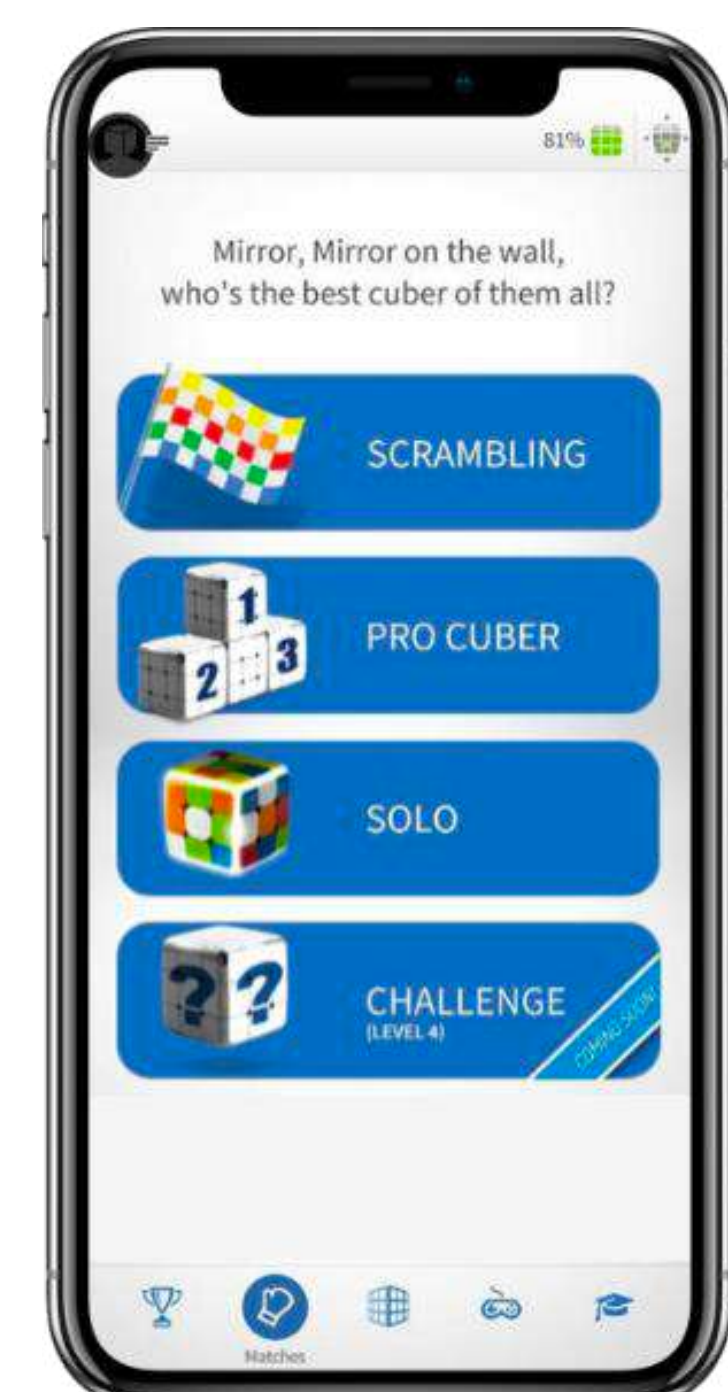 81%
Mirror, Mirror on the wall,
who's the best cuber of them all?
SCRAMBLING
1
2 3
PRO CUBER
SOLO
? ?
CHALLENGE
(LEVEL 4)
COMING SOON!
Matches